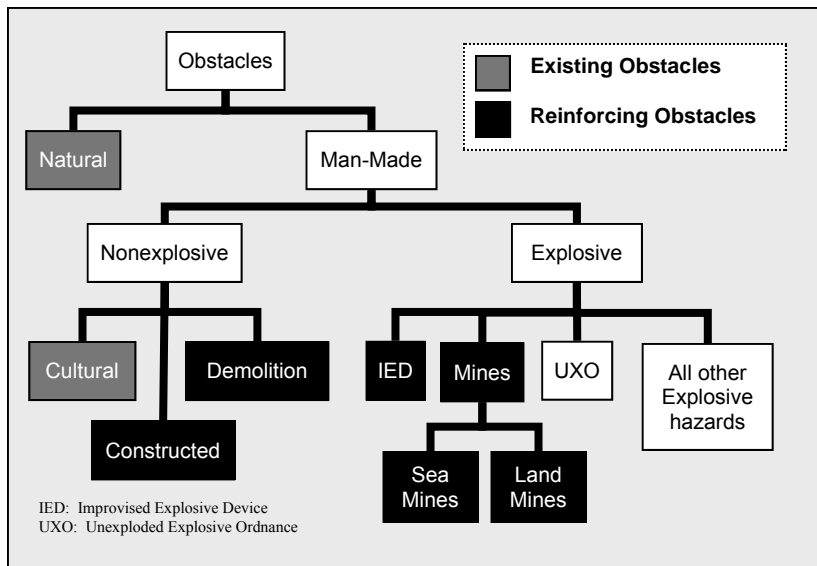 Obstacles
Existing Obstacles
Reinforcing Obstacles
Natural
Man-Made
Nonexplosive
Explosive
Cultural
Demolition
IED
Mines
UXO
All other
Explosive
hazards
Constructed
Sea
Mines
Land
Mines
IED: Improvised Explosive Device
UXO: Unexploded Explosive Ordnance